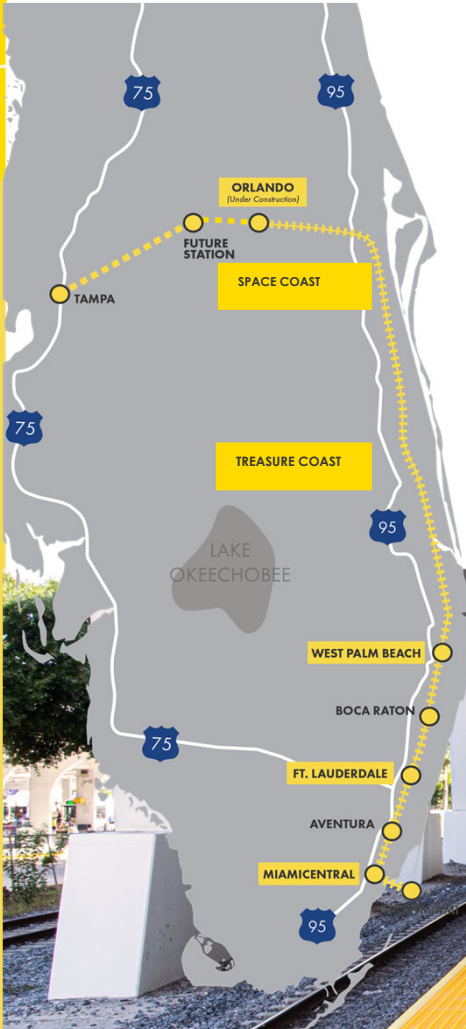 75
95
ORLANDO
(Under Construction)
FUTURE
STATION
TAMPA
SPACE COAST
75
TREASURE COAST
95
LAKE
OKEECHOBEE
WEST PALM BEACH
BOCA RATON
75
FT. LAUDERDALE
AVENTURA
MIAMICENTRAL
95